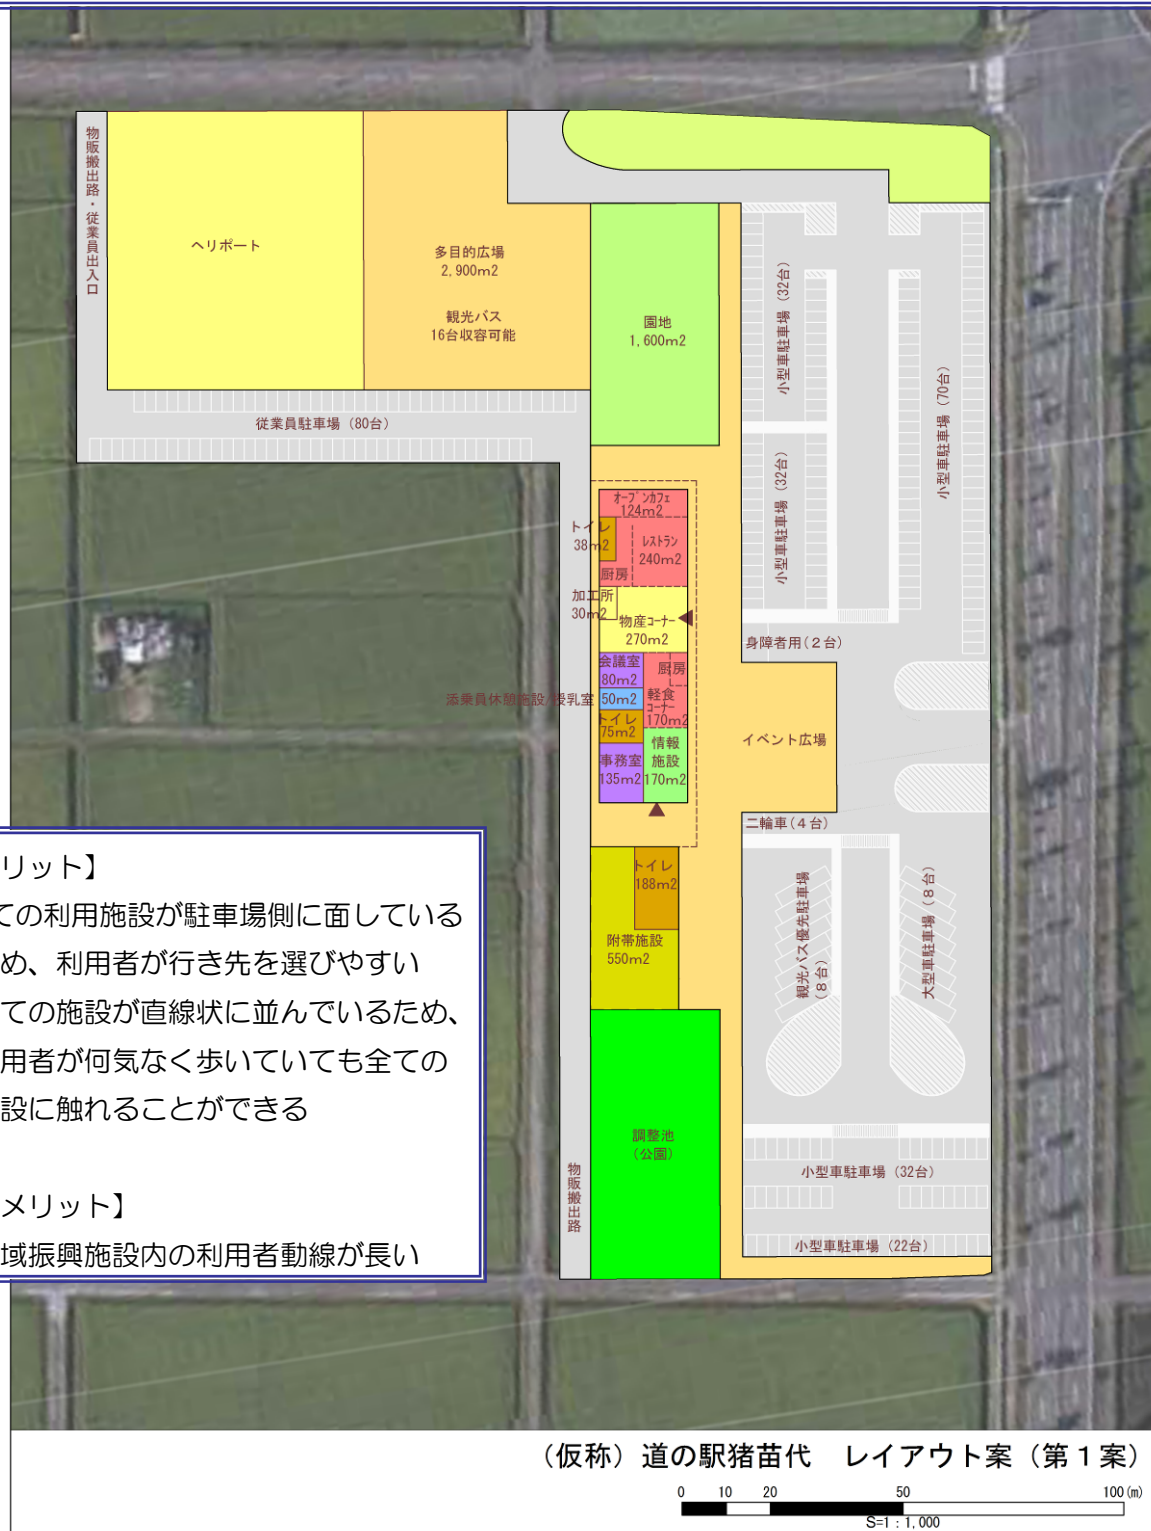 物販搬出路・従業員出入口
ヘリポート
多目的広場
2,900m2
観光バス
16台収容可能
園地
1,600m2
小型車駐車場（32台）
小型車駐車場（70台）
従業員駐車場（80台）
小型車駐車場（32台）
オープンカフェ
124m2
トイレ
38m2
レストラン
240m2
厨房
加工所
30m2
物産コーナー
270m2
身障者用(２台)
会議室
80m2
厨房
添乗員休憩施設/授乳室
50m2
軽食
コーナー
170m2
トイレ
75m2
情報
施設
170m2
事務室
135m2
イベント広場
二輪車(４台)
トイレ
188m2
附帯施設
550m2
観光バス優先駐車場
（８台）
大型車駐車場（８台）
リット】
ての利用施設が駐車場側に面している
め、利用者が行き先を選びやすい
ての施設が直線状に並んでいるため、
用者が何気なく歩いていても全ての
設に触れることができる
メリット】
域振興施設内の利用者動線が長い
調整池
（公園）
物販搬出路
小型車駐車場（32台）
小型車駐車場（22台）
（仮称）道の駅猪苗代　レイアウト案（第１案）
0 10 20 50 100(m)
S=1：1,000